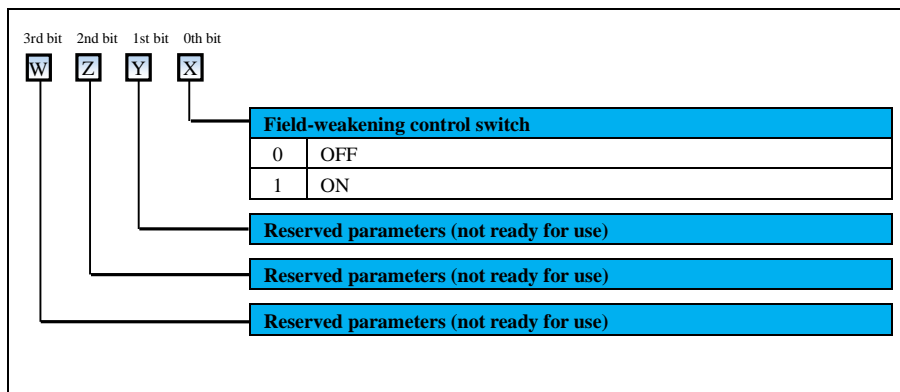 3rd bit 2nd bit 1st bit 0th bit
W Z Y X
Field-weakening control switch
0 OFF
1 ON
Reserved parameters (not ready for use)
Reserved parameters (not ready for use)
Reserved parameters (not ready for use)